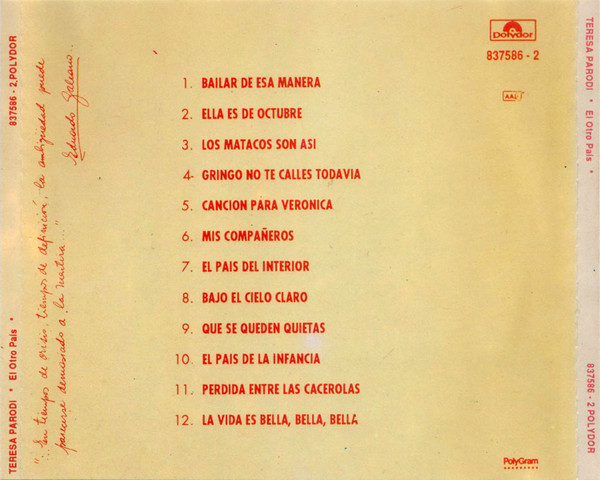 837586 - 2 POLYDOR
TERESA PARODI * El Otro País
"...En tiempos de crisis, tiempos de definición, la ambigüedad puede
parecerse demasiado a la mentira..."
Eduardo Galeano.
Polydor
837586 - 2
AAD
1. BAILAR DE ESA MANERA
2. ELLA ES DE OCTUBRE
3. LOS MATACOS SON ASI
4- GRINGO NO TE CALLES TODAVIA
5. CANCION PARA VERONICA
6. MIS COMPAÑEROS
7. EL PAIS DEL INTERIOR
8. BAJO EL CIELO CLARO
9. QUE SE QUEDEN QUIETAS
10. EL PAIS DE LA INFANCIA
11. PERDIDA ENTRE LAS CACEROLAS
12. LA VIDA ES BELLA, BELLA, BELLA
PolyGram
TERESA PARODI * El Otro País
837586 - 2 POLYDOR